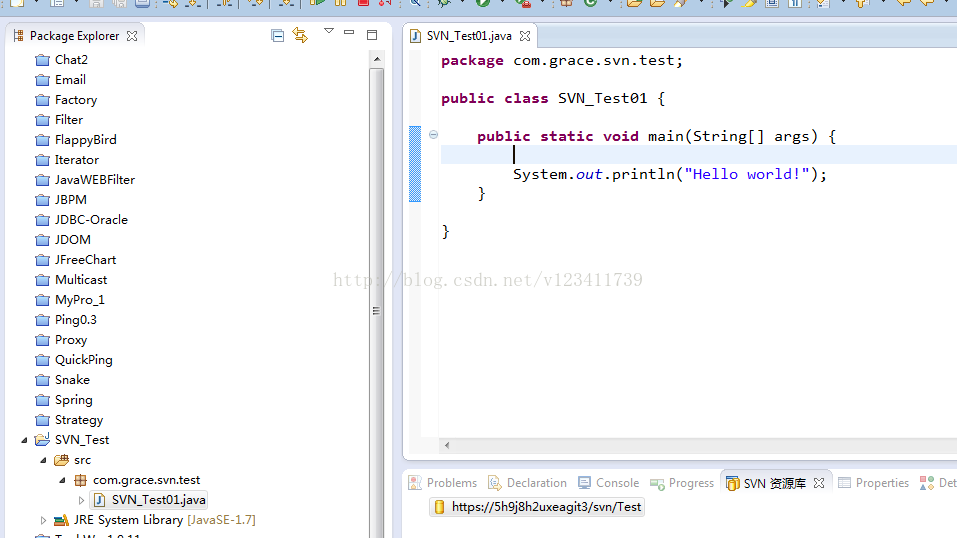 Package Explorer
Chat2
Email
Factory
Filter
FlappyBird
Iterator
JavaWEBFilter
JBPM
JDBC-Oracle
JDOM
JFreeChart
Multicast
MyPro_1
Ping0.3
Proxy
QuickPing
Snake
Spring
Strategy
SVN_Test
src
com.grace.svn.test
SVN_Test01.java
JRE System Library [JavaSE-1.7]
SVN_Test01.java
package com.grace.svn.test;
public class SVN_Test01 {
public static void main(String[] args) {
System.out.println("Hello world!");
}
}
http://blog.csdn.net/v123411739
Problems Declaration Console Progress SVN 资源库 Properties Det
https://5h9j8h2uxeagit3/svn/Test